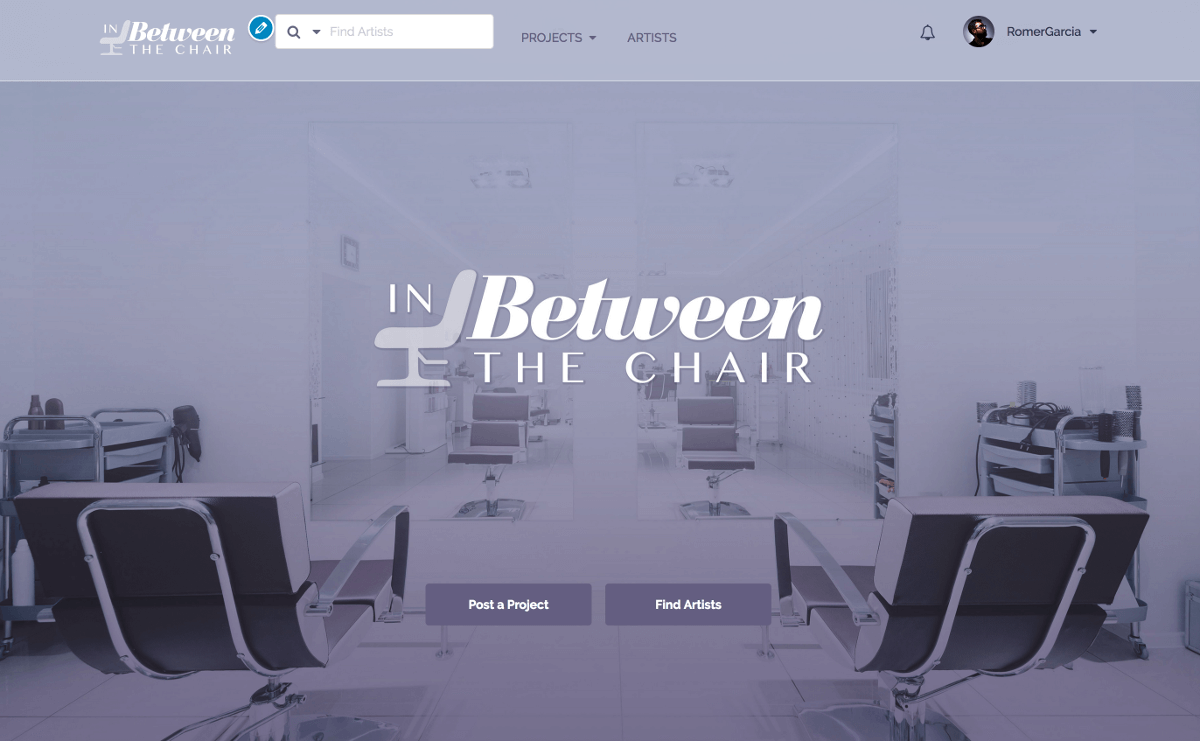 IN Between
THE CHAIR
Find Artists
PROJECTS
ARTISTS
RomerGarcia
IN Between
THE CHAIR
Post a Project
Find Artists